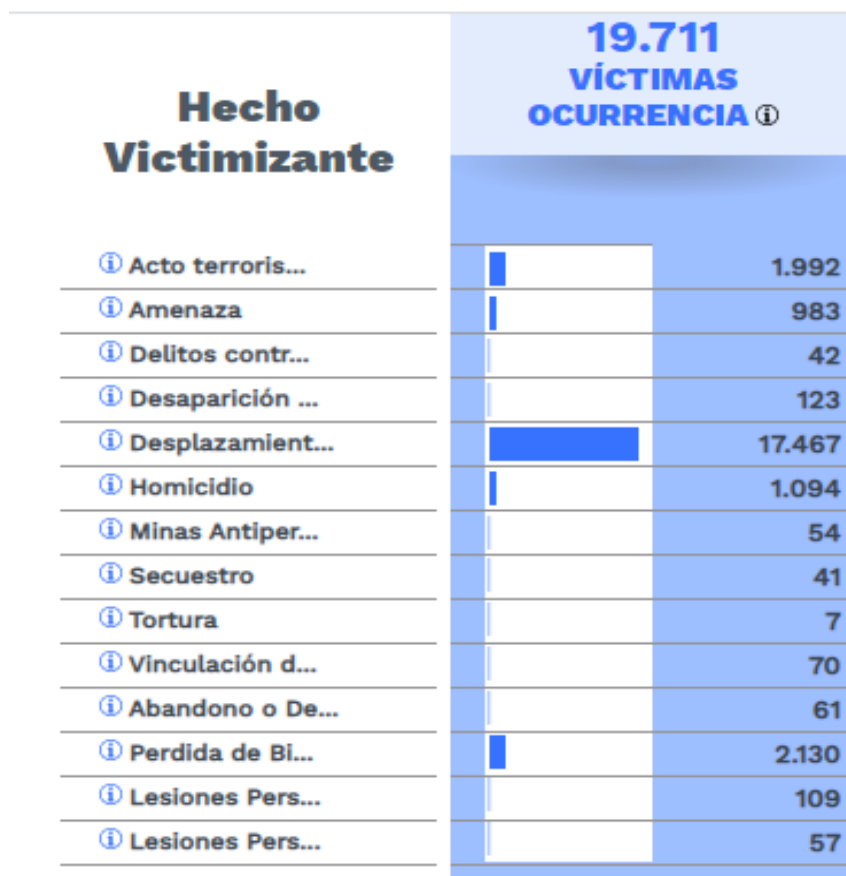 19.711
VÍCTIMAS
OCURRENCIA
Hecho
Victimizante
Acto terroris... 1.992
Amenaza 983
Delitos contr... 42
Desaparición ... 123
Desplazamient... 17.467
Homicidio 1.094
Minas Antiper... 54
Secuestro 41
Tortura 7
Vinculación d... 70
Abandono o De... 61
Perdida de Bi... 2.130
Lesiones Pers... 109
Lesiones Pers... 57